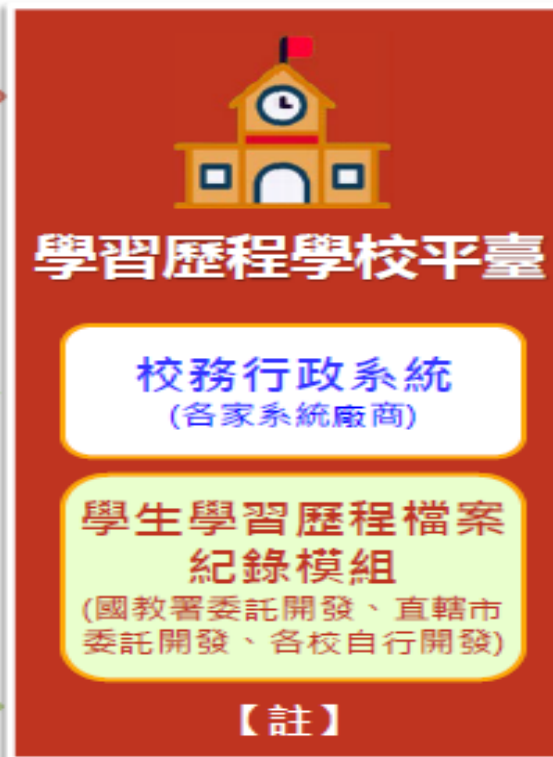 學習歷程學校平臺
校務行政系統
(各家系統廠商)
學生學習歷程檔案
紀錄模組
(國教署委託開發、直轄市
委託開發、各校自行開發)
【註】